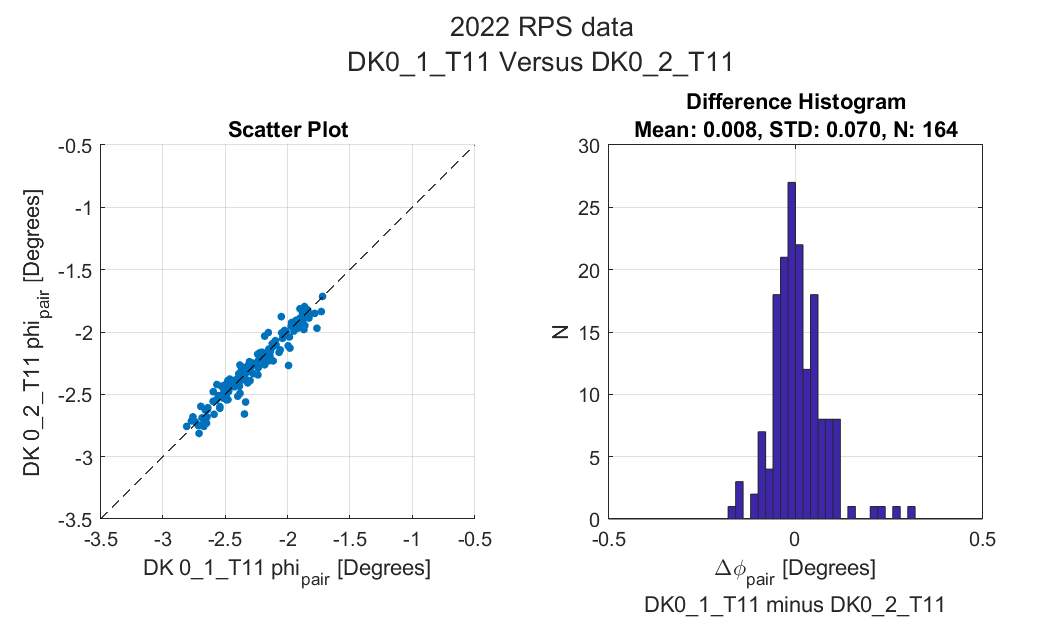 2022 RPS data
DK0_1_T11 Versus DK0_2_T11
Scatter Plot
-0.5
-1
-1.5
-2
-2.5
-3
-3.5
-3.5 -3 -2.5 -2 -1.5 -1 -0.5
DK 0_2_T11 phi_pair [Degrees]
DK 0_1_T11 phi_pair [Degrees]
Difference Histogram
Mean: 0.008, STD: 0.070, N: 164
30
25
20
15
10
5
0
-0.5 0 0.5
N
Δϕ_pair [Degrees]
DK0_1_T11 minus DK0_2_T11